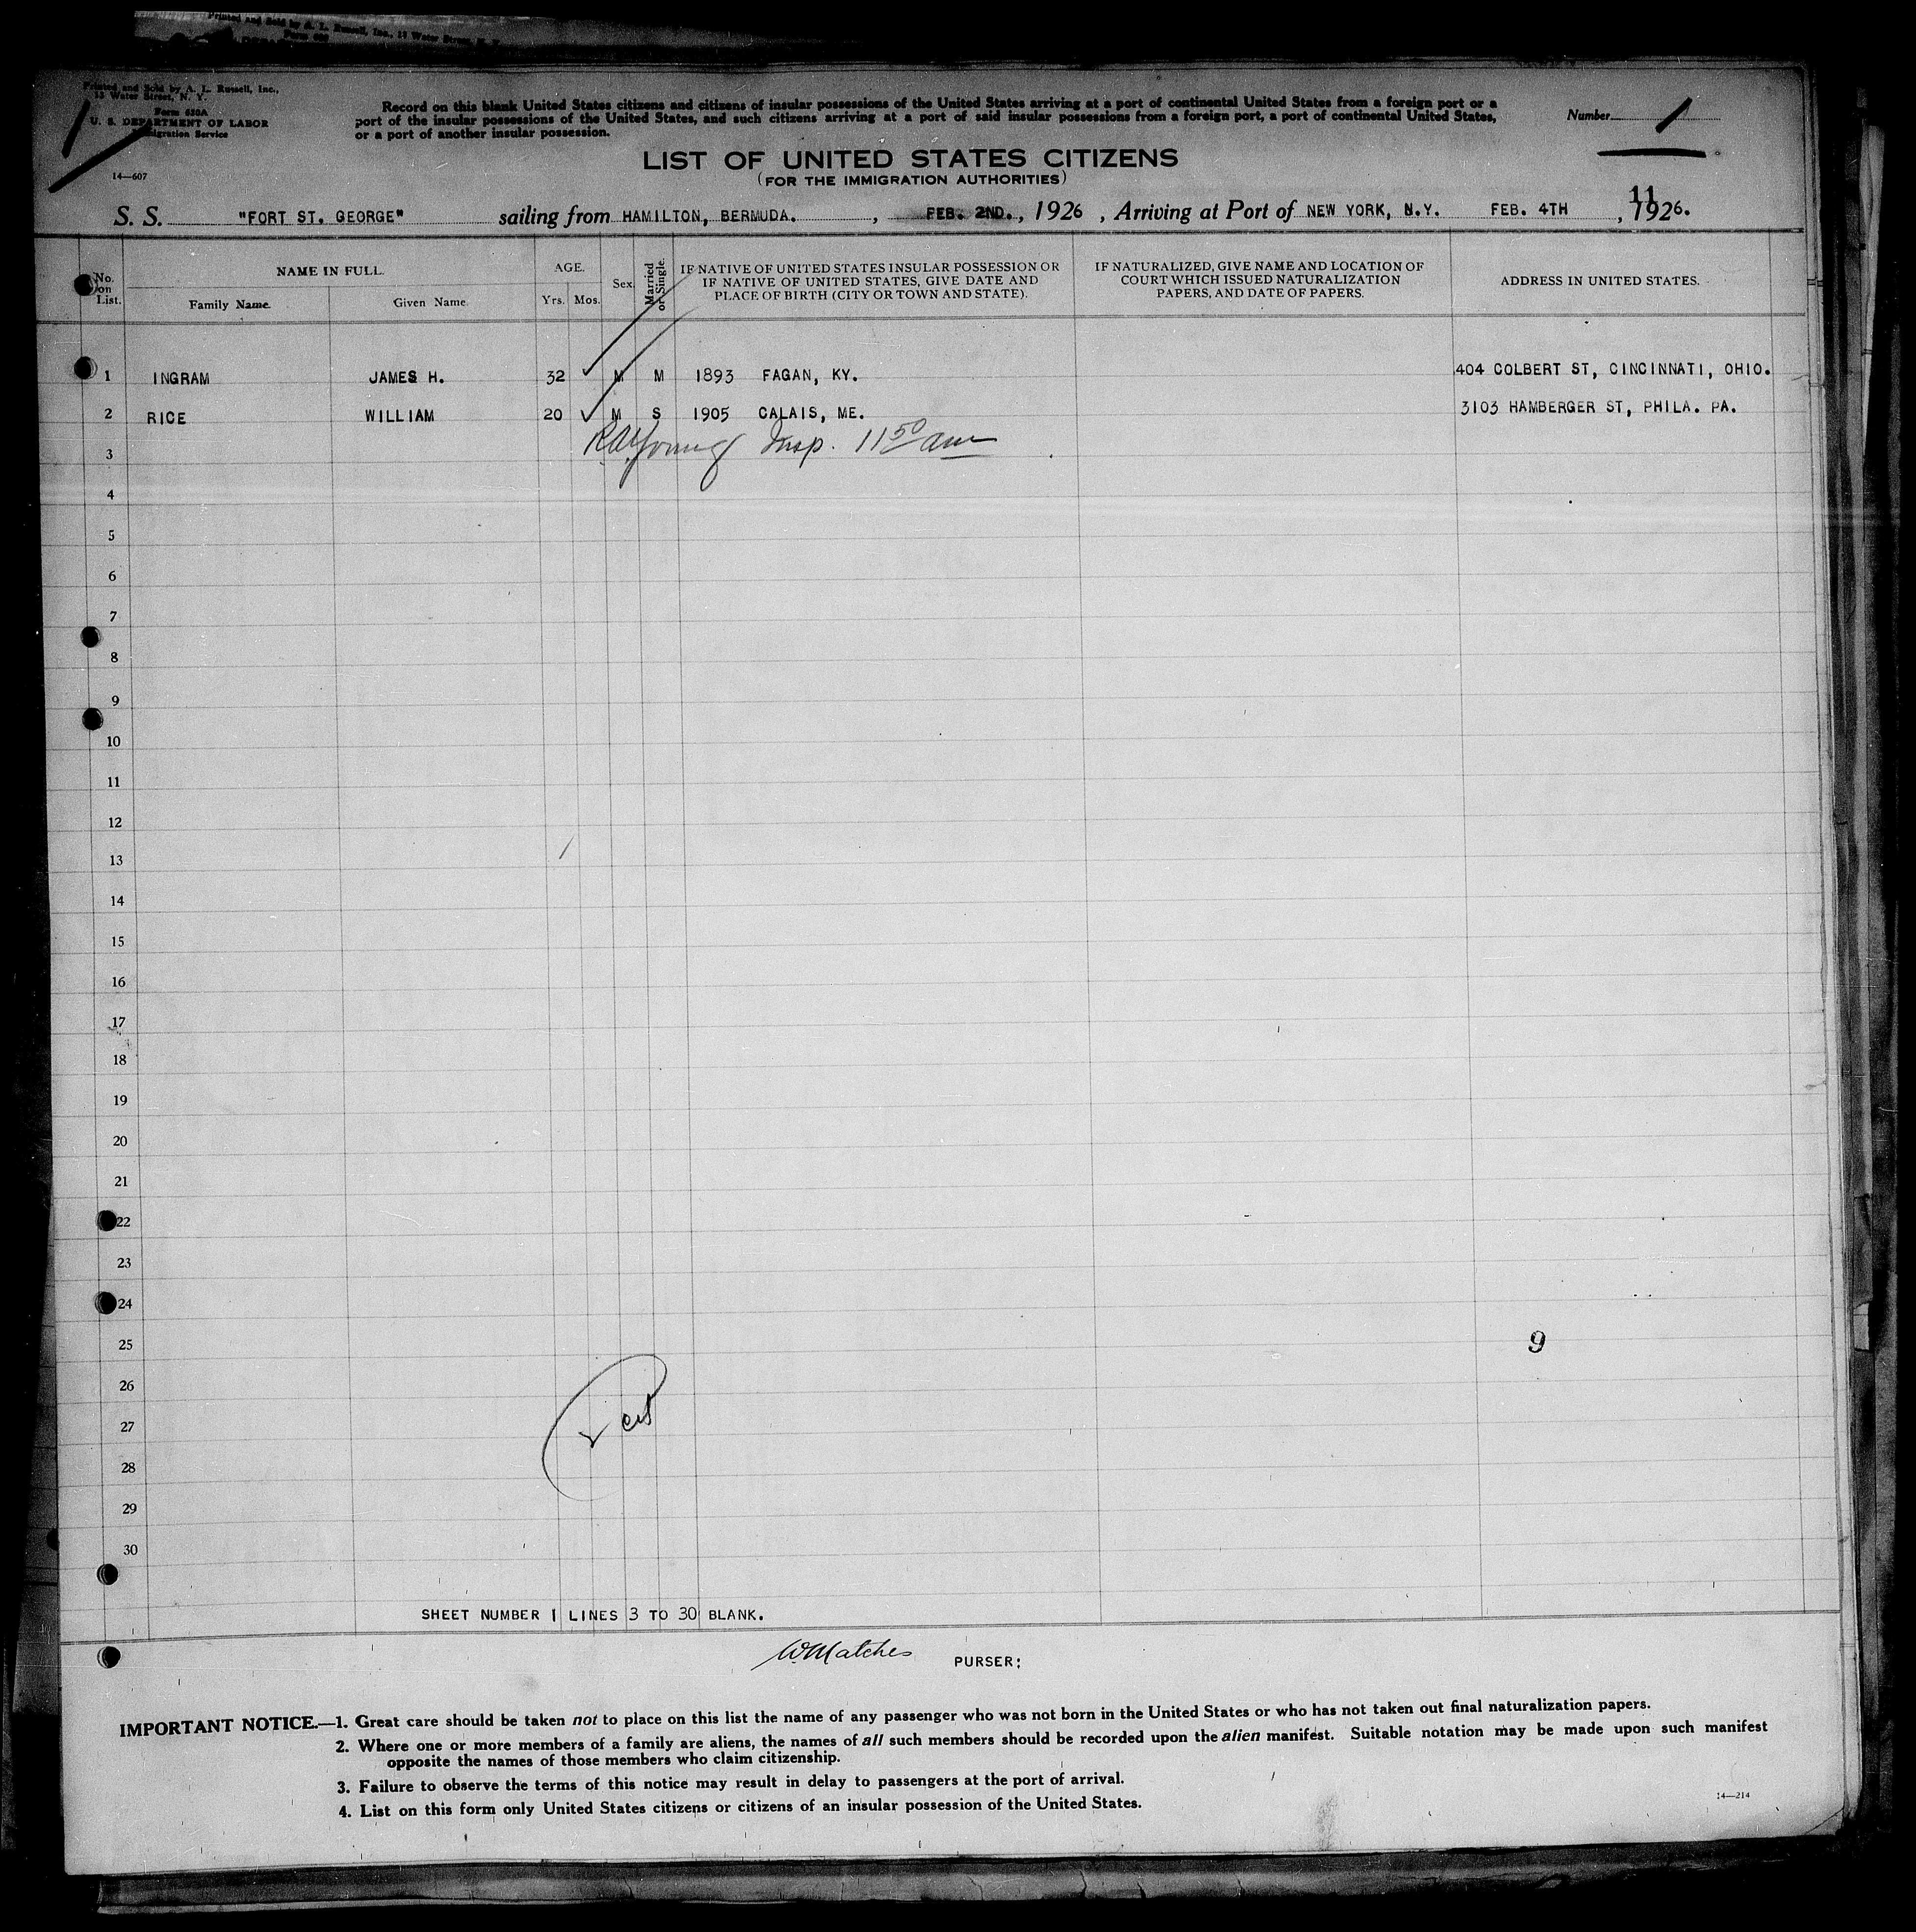 Printed and Sold by A. L. Russell, Inc., 13 Water Street, N. Y.
Printed and Sold by A. L. Russell, Inc.,
13 Water Street, N. Y.
Form 630A
U. S. DEPARTMENT OF LABOR
Immigration Service
14—607
Record on this blank United States citizens and citizens of insular possessions of the United States arriving at a port of continental United States from a foreign port or a
port of the insular possessions of the United States, and such citizens arriving at a port of said insular possessions from a foreign port, a port of continental United States,
or a port of another insular possession.
Number 1
LIST OF UNITED STATES CITIZENS
(FOR THE IMMIGRATION AUTHORITIES)
11
S. S. "FORT ST. GEORGE" sailing from HAMILTON, BERMUDA. , FEB. 2ND. , 1926 , Arriving at Port of NEW YORK, N.Y. FEB. 4TH , 1926.
No. on List.
NAME IN FULL.
Family Name.
Given Name.
AGE.
Yrs.
Mos.
Sex
Married or Single.
IF NATIVE OF UNITED STATES INSULAR POSSESSION OR
IF NATIVE OF UNITED STATES, GIVE DATE AND
PLACE OF BIRTH (CITY OR TOWN AND STATE).
IF NATURALIZED, GIVE NAME AND LOCATION OF
COURT WHICH ISSUED NATURALIZATION
PAPERS, AND DATE OF PAPERS.
ADDRESS IN UNITED STATES.
1 INGRAM JAMES H. 32 M M 1893 FAGAN, KY. 404 COLBERT ST, CINCINNATI, OHIO.
2 RICE WILLIAM 20 M S 1905 CALAIS, ME. 3103 HAMBERGER ST, PHILA. PA.
3 Young Insp. 11 50 am
4
5
6
7
8
9
10
11
12
13
14
15
16
17
18
19
20
21
22
23
24
25 9
26
27
28
29
30
SHEET NUMBER 1 LINES 3 TO 30 BLANK.
W Matches PURSER;
IMPORTANT NOTICE.—1. Great care should be taken not to place on this list the name of any passenger who was not born in the United States or who has not taken out final naturalization papers.
2. Where one or more members of a family are aliens, the names of all such members should be recorded upon the alien manifest. Suitable notation may be made upon such manifest
opposite the names of those members who claim citizenship.
3. Failure to observe the terms of this notice may result in delay to passengers at the port of arrival.
4. List on this form only United States citizens or citizens of an insular possession of the United States.
14—214